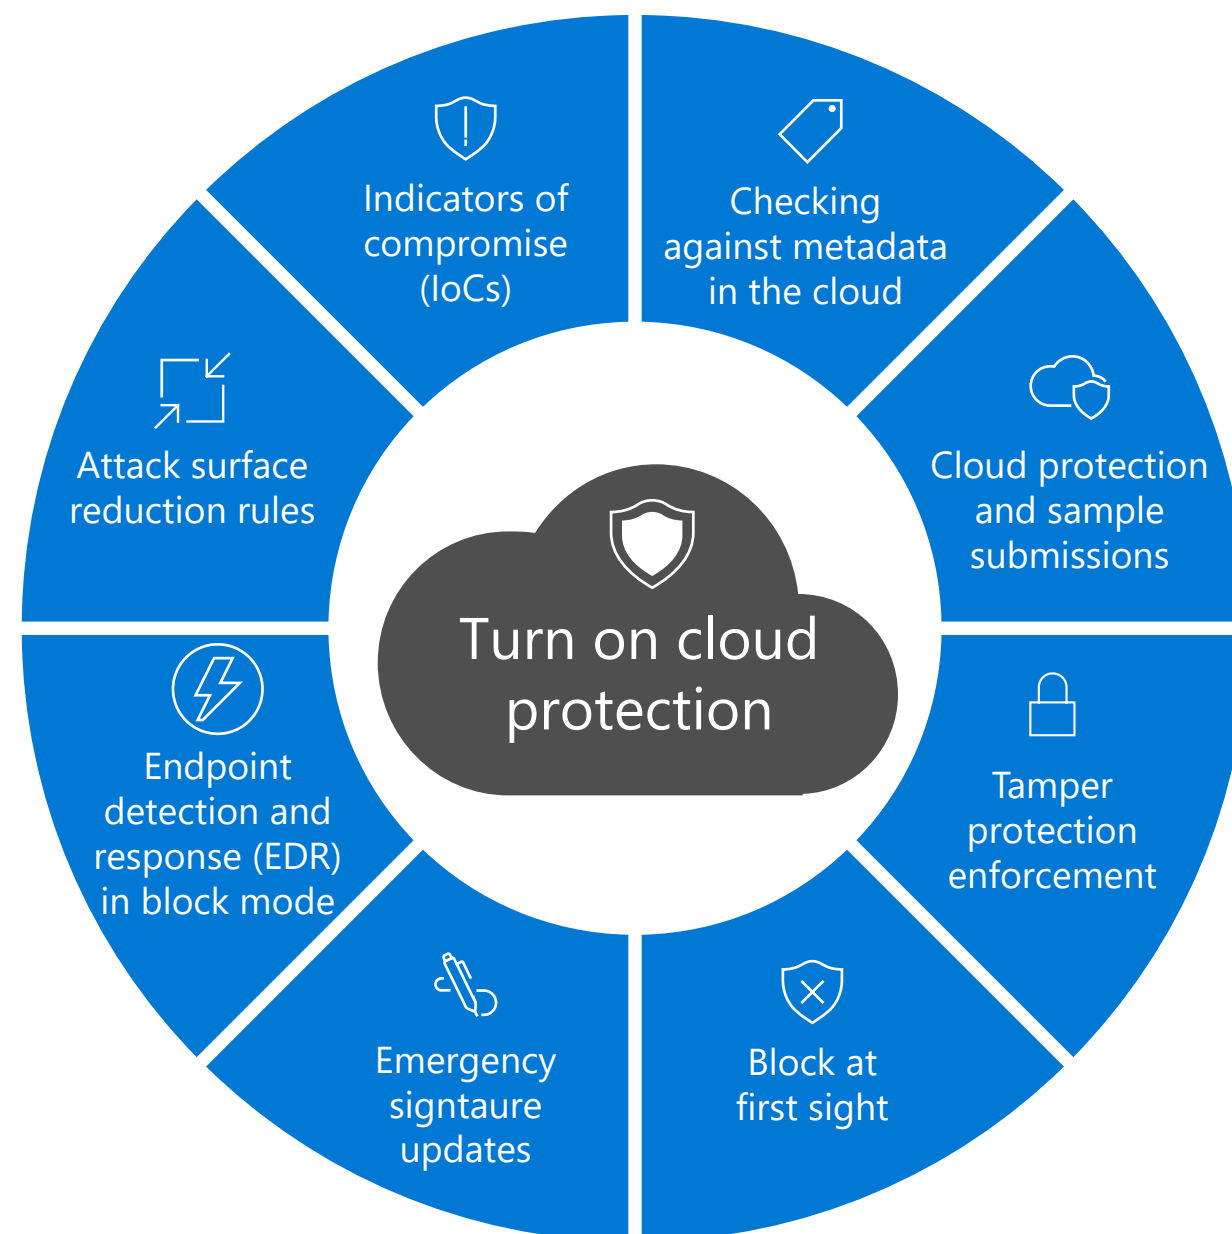 Indicators of
compromise
(IoCs)
Checking
against metadata
in the cloud
Attack surface
reduction rules
Cloud protection
and sample
submissions
Turn on cloud
protection
Endpoint
detection and
response (EDR)
in block mode
Tamper
protection
enforcement
Emergency
signtaure
updates
Block at
first sight